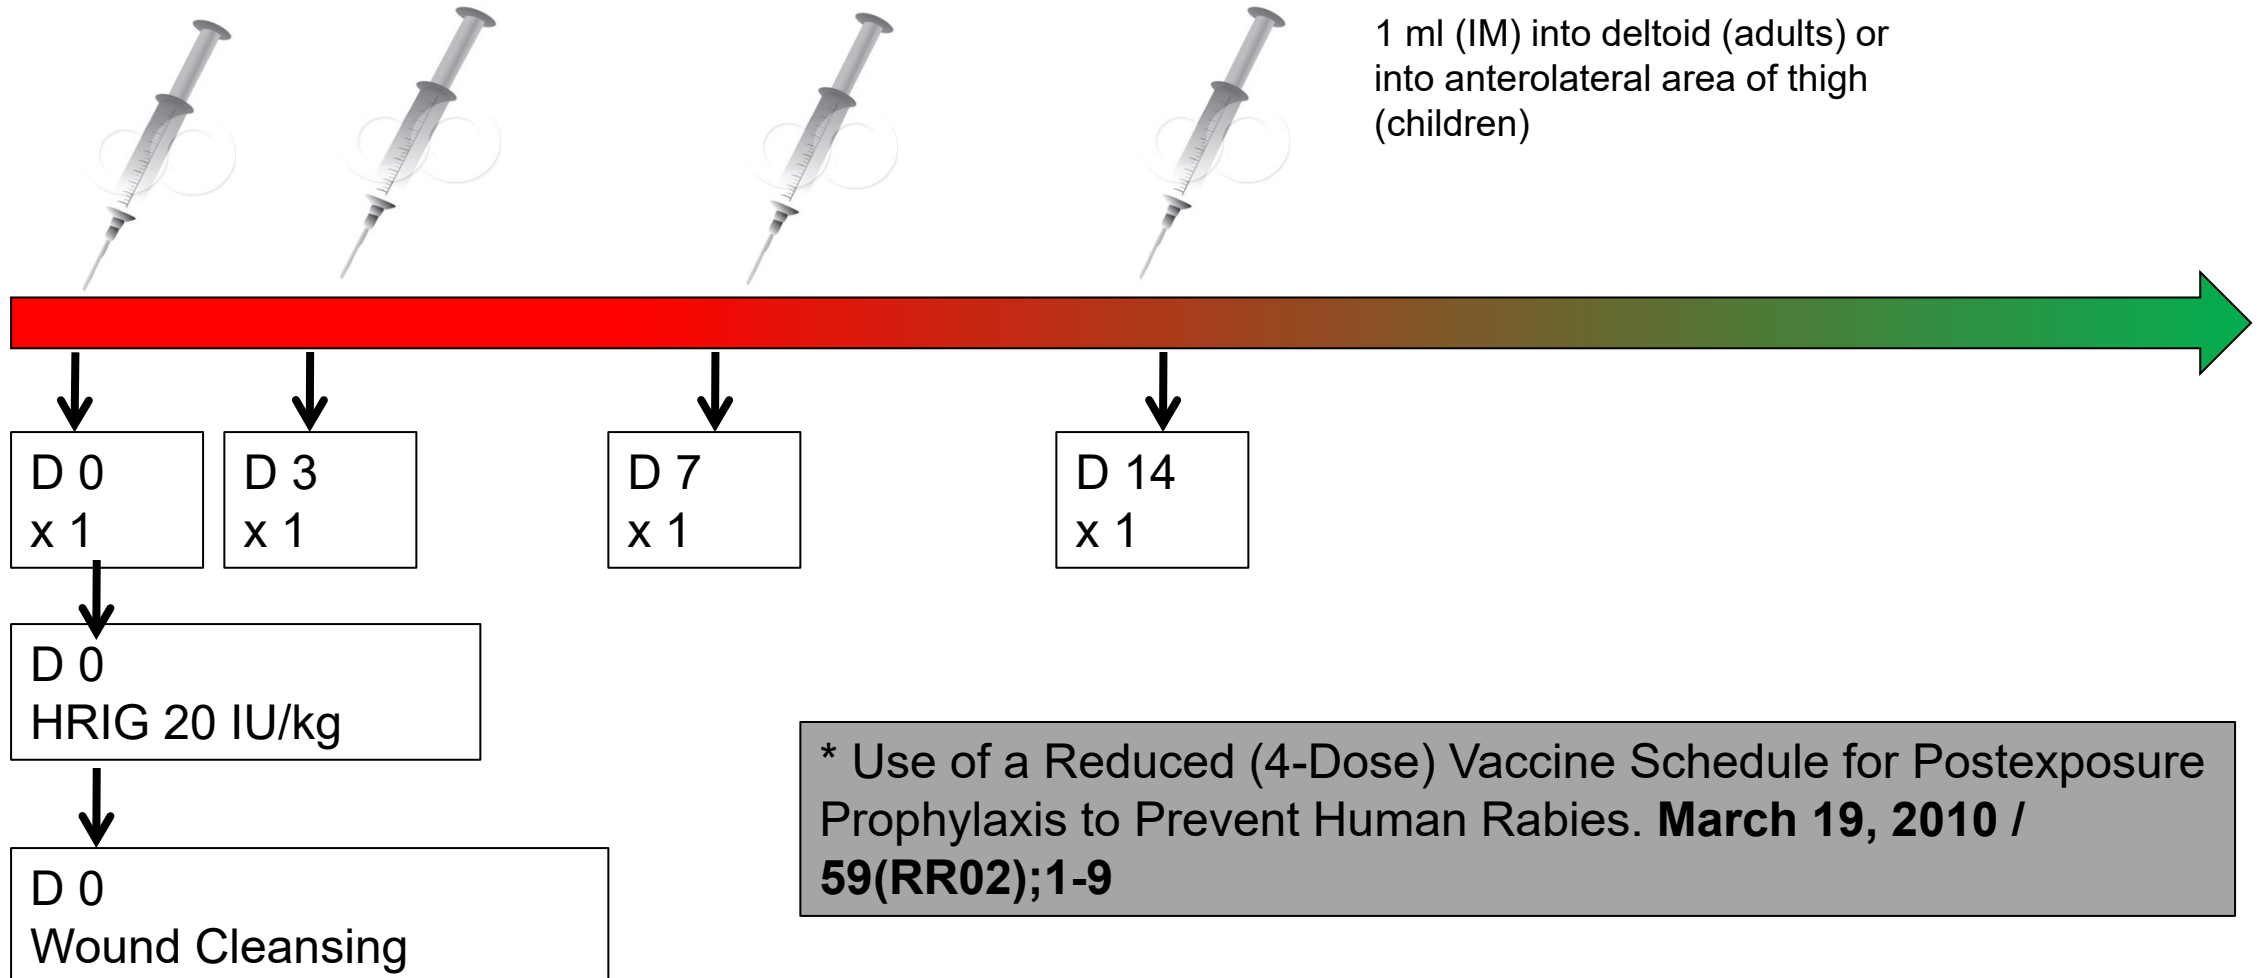 1 ml (IM) into deltoid (adults) or
into anterolateral area of thigh
(children)
D 0
x 1
D 3
x 1
D 7
x 1
D 14
x 1
D 0
HRIG 20 IU/kg
D 0
Wound Cleansing
* Use of a Reduced (4-Dose) Vaccine Schedule for Postexposure
Prophylaxis to Prevent Human Rabies. March 19, 2010 /
59(RR02);1-9